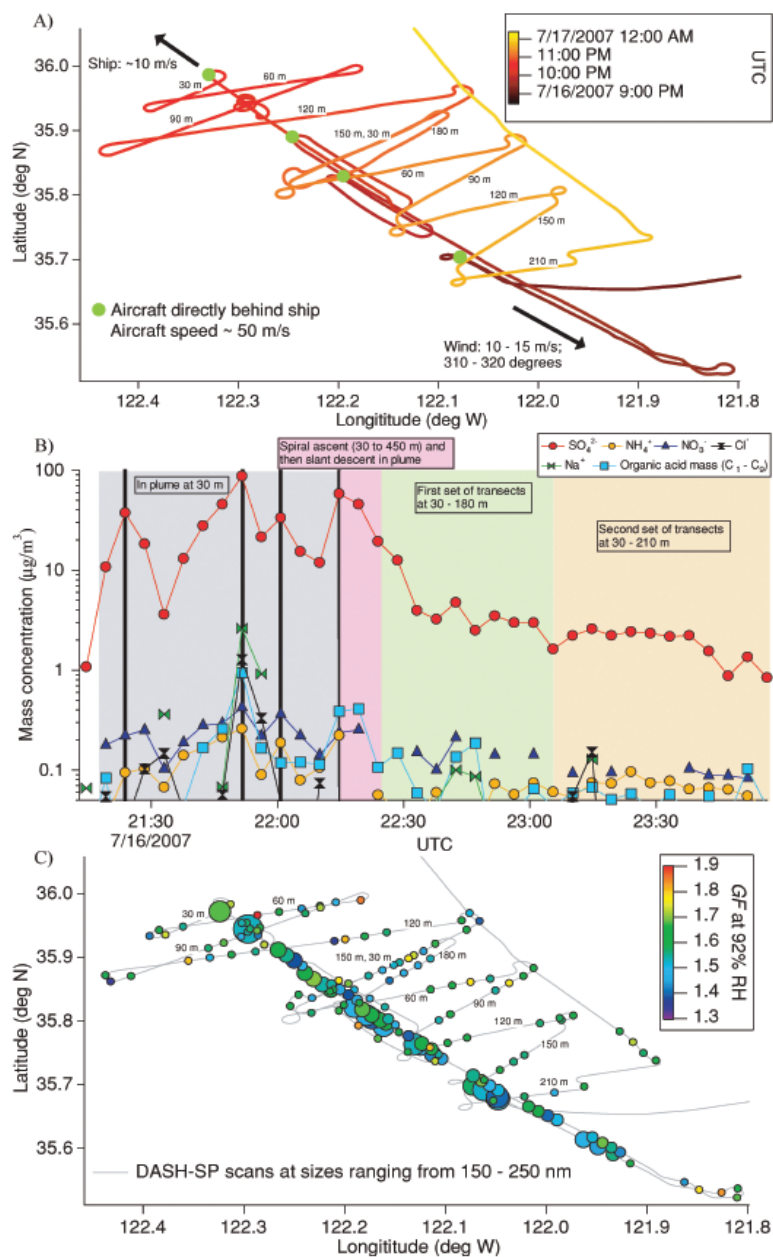 A)
7/17/2007 12:00 AM
11:00 PM
10:00 PM
7/16/2007 9:00 PM
UTC
Ship: ~10 m/s
30 m
60 m
90 m
120 m
150 m, 30 m
180 m
60 m
90 m
120 m
150 m
210 m
Aircraft directly behind ship
Aircraft speed ~ 50 m/s
Wind: 10 - 15 m/s;
310 - 320 degrees
Latitude (deg N)
36.0
35.9
35.8
35.7
35.6
122.4
122.3
122.2
122.1
122.0
121.9
121.8
Longititude (deg W)
B)
Spiral ascent (30 to 450 m) and
then slant descent in plume
SO₄²⁻
NH₄⁺
NO₃⁻
Cl⁻
Na⁺
Organic acid mass (C₁ - C₉)
In plume at 30 m
First set of transects
at 30 - 180 m
Second set of transects
at 30 - 210 m
Mass concentration (μg/m³)
100
10
1
0.1
21:30
22:00
22:30
23:00
23:30
7/16/2007
UTC
C)
1.9
1.8
1.7
1.6
1.5
1.4
1.3
GF at 92% RH
30 m
60 m
90 m
120 m
150 m, 30 m
180 m
60 m
90 m
120 m
150 m
210 m
DASH-SP scans at sizes ranging from 150 - 250 nm
Latitude (deg N)
36.0
35.9
35.8
35.7
35.6
122.4
122.3
122.2
122.1
122.0
121.9
121.8
Longititude (deg W)